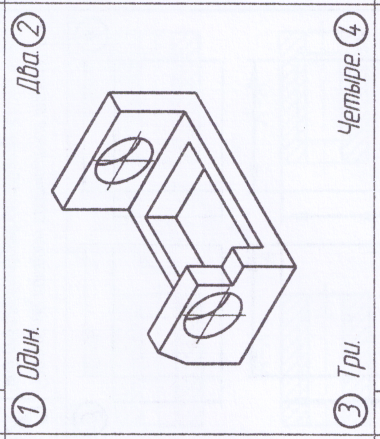 ① Один.
② Два.
③ Три.
④ Четыре.